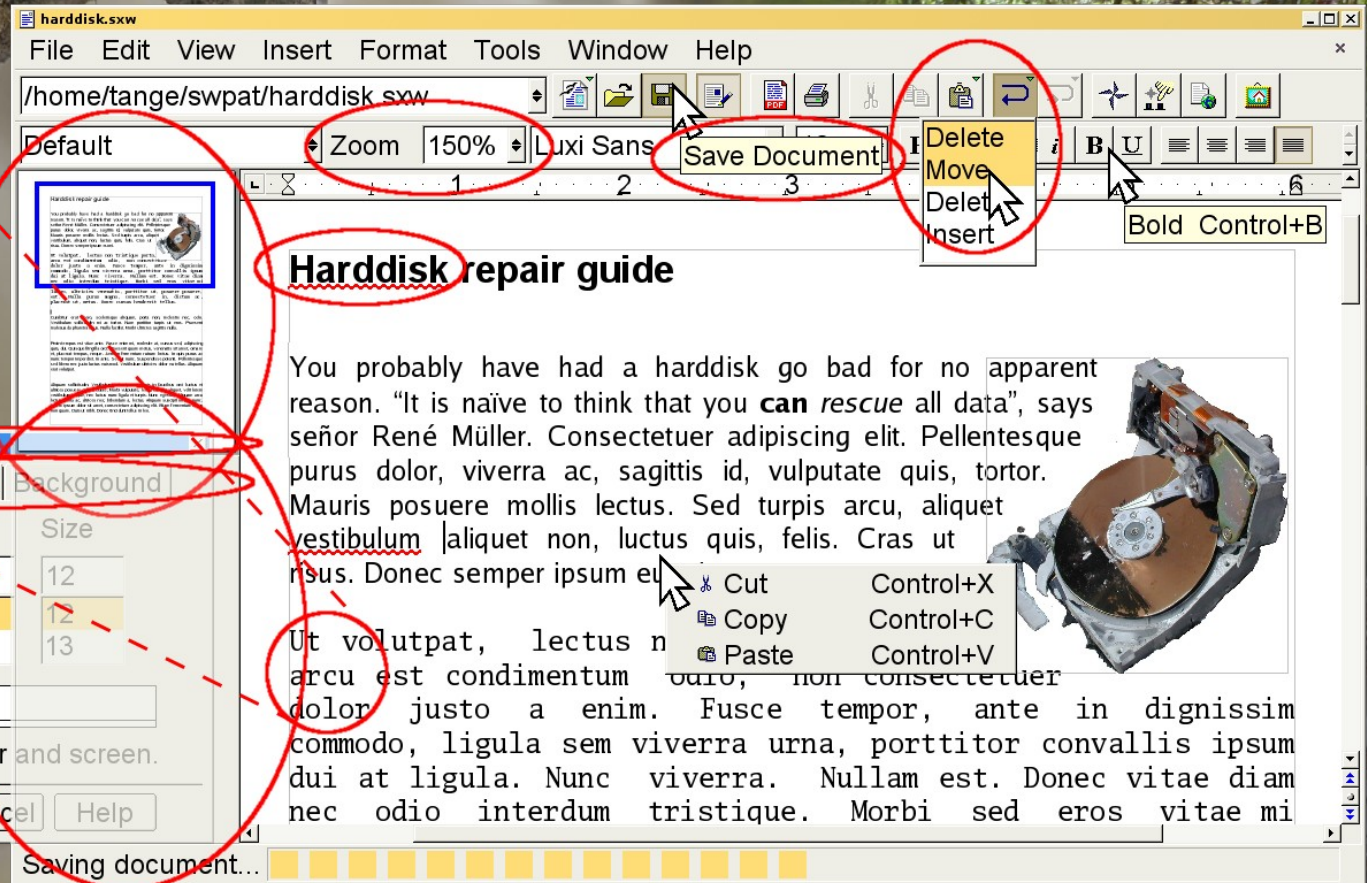 harddisk.sxw
File Edit View Insert Format Tools Window Help
/home/tange/swpat/harddisk.sxw
PDF
Default Zoom 150% Luxi Sans
Save Document
Delete
Move
Delet
Insert
i B U
Bold Control+B
1 2 3 6
Harddisk repair guide
Harddisk repair guide
You probably have had a harddisk go bad for no apparent
reason. “It is naïve to think that you can rescue all data”, says
señor René Müller. Consectetuer adipiscing elit. Pellentesque
purus dolor, viverra ac, sagittis id, vulputate quis, tortor.
Mauris posuere mollis lectus. Sed turpis arcu, aliquet
vestibulum aliquet non, luctus quis, felis. Cras ut
risus. Donec semper ipsum eu
Cut Control+X
Copy Control+C
Paste Control+V
Ut volutpat, lectus n
arcu est condimentum odio, non consectetuer
dolor justo a enim. Fusce tempor, ante in dignissim
commodo, ligula sem viverra urna, porttitor convallis ipsum
dui at ligula. Nunc viverra. Nullam est. Donec vitae diam
nec odio interdum tristique. Morbi sed eros vitae mi
Background
Size
12
12
13
r and screen.
cel Help
Saving document...